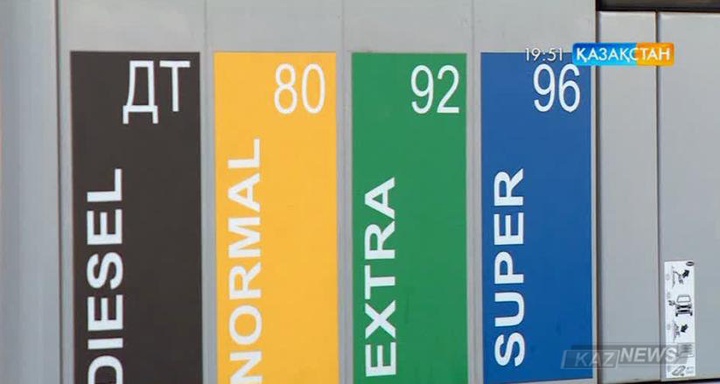 19:51 ҚАЗАҚСТАН
ДТ
DIESEL
80
NORMAL
92
EXTRA
96
SUPER
KAZNEWS